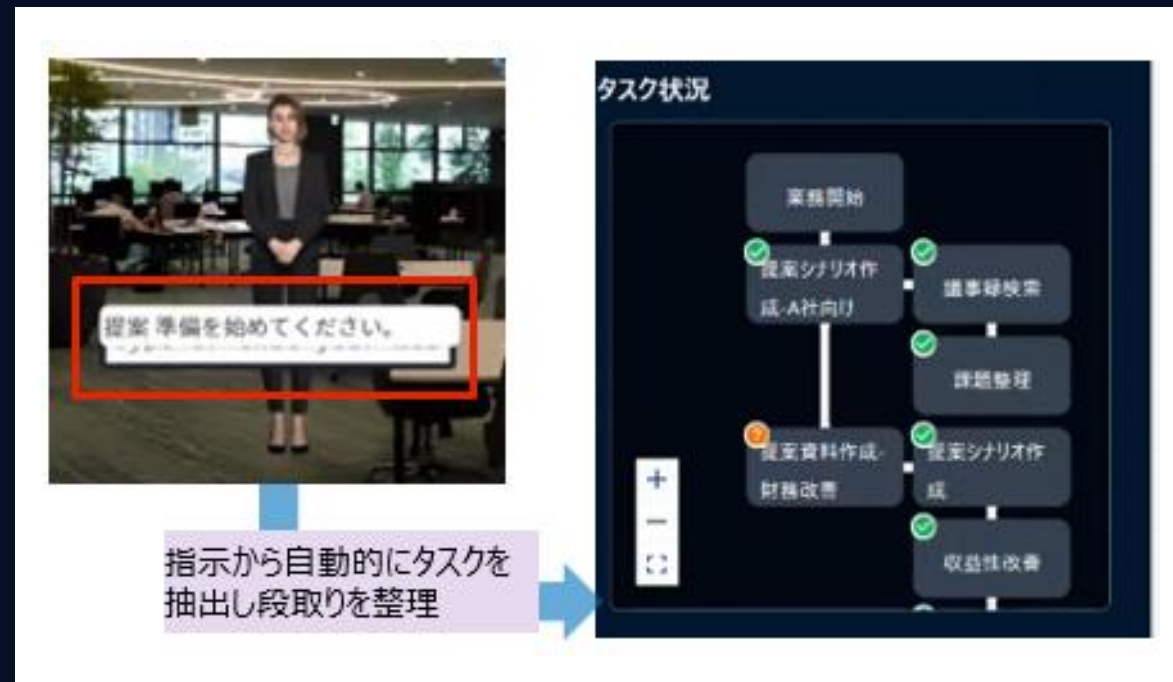 提案 準備を始めてください。
指示から自動的にタスクを
抽出し段取りを整理
タスク状況
業務開始
提案シナリオ作
成-A社向け
議事録検索
課題整理
提案資料作成-
財務改善
提案シナリオ作
成
収益性改善